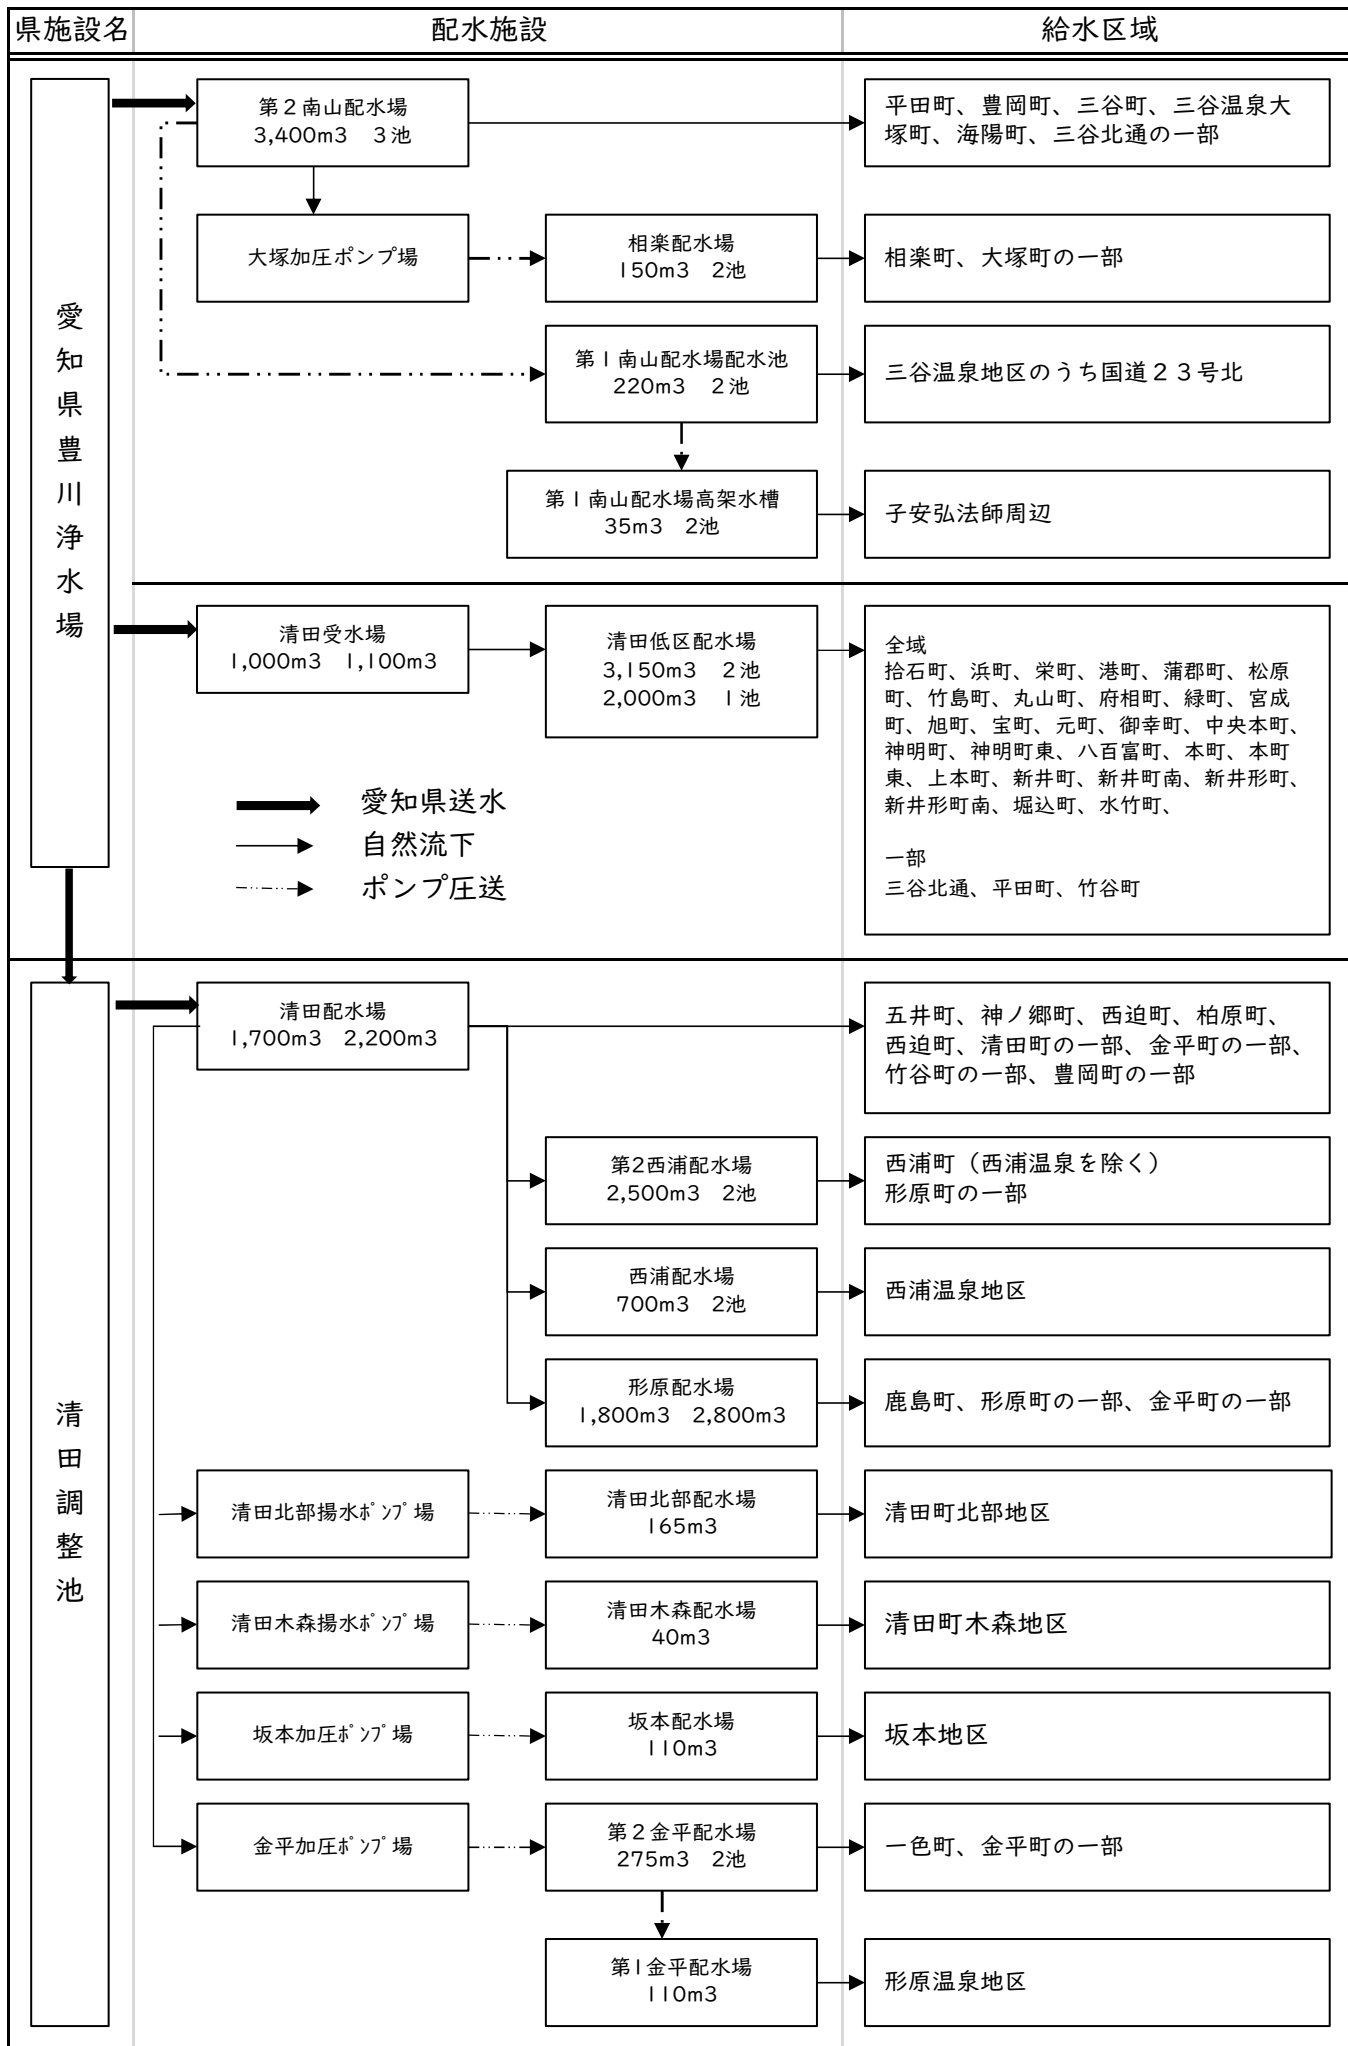 県施設名
配水施設
給水区域
愛知県豊川浄水場
第2南山配水場
3,400m3 3池
平田町、豊岡町、三谷町、三谷温泉大
塚町、海陽町、三谷北通の一部
大塚加圧ポンプ場
相楽配水場
150m3 2池
相楽町、大塚町の一部
第1南山配水場配水池
220m3 2池
三谷温泉地区のうち国道23号北
第1南山配水場高架水槽
35m3 2池
子安弘法師周辺
清田受水場
1,000m3 1,100m3
清田低区配水場
3,150m3 2池
2,000m3 1池
全域
拾石町、浜町、栄町、港町、蒲郡町、松原
町、竹島町、丸山町、府相町、緑町、宮成
町、旭町、宝町、元町、御幸町、中央本町、
神明町、神明町東、八百富町、本町、本町
東、上本町、新井町、新井町南、新井形町、
新井形町南、堀込町、水竹町、
一部
三谷北通、平田町、竹谷町
愛知県送水
自然流下
ポンプ圧送
清田調整池
清田配水場
1,700m3 2,200m3
五井町、神ノ郷町、西迫町、柏原町、
西迫町、清田町の一部、金平町の一部、
竹谷町の一部、豊岡町の一部
第2西浦配水場
2,500m3 2池
西浦町（西浦温泉を除く）
形原町の一部
西浦配水場
700m3 2池
西浦温泉地区
形原配水場
1,800m3 2,800m3
鹿島町、形原町の一部、金平町の一部
清田北部揚水ﾎﾟﾝﾌﾟ場
清田北部配水場
165m3
清田町北部地区
清田木森揚水ﾎﾟﾝﾌﾟ場
清田木森配水場
40m3
清田町木森地区
坂本加圧ﾎﾟﾝﾌﾟ場
坂本配水場
110m3
坂本地区
金平加圧ﾎﾟﾝﾌﾟ場
第2金平配水場
275m3 2池
一色町、金平町の一部
第1金平配水場
110m3
形原温泉地区